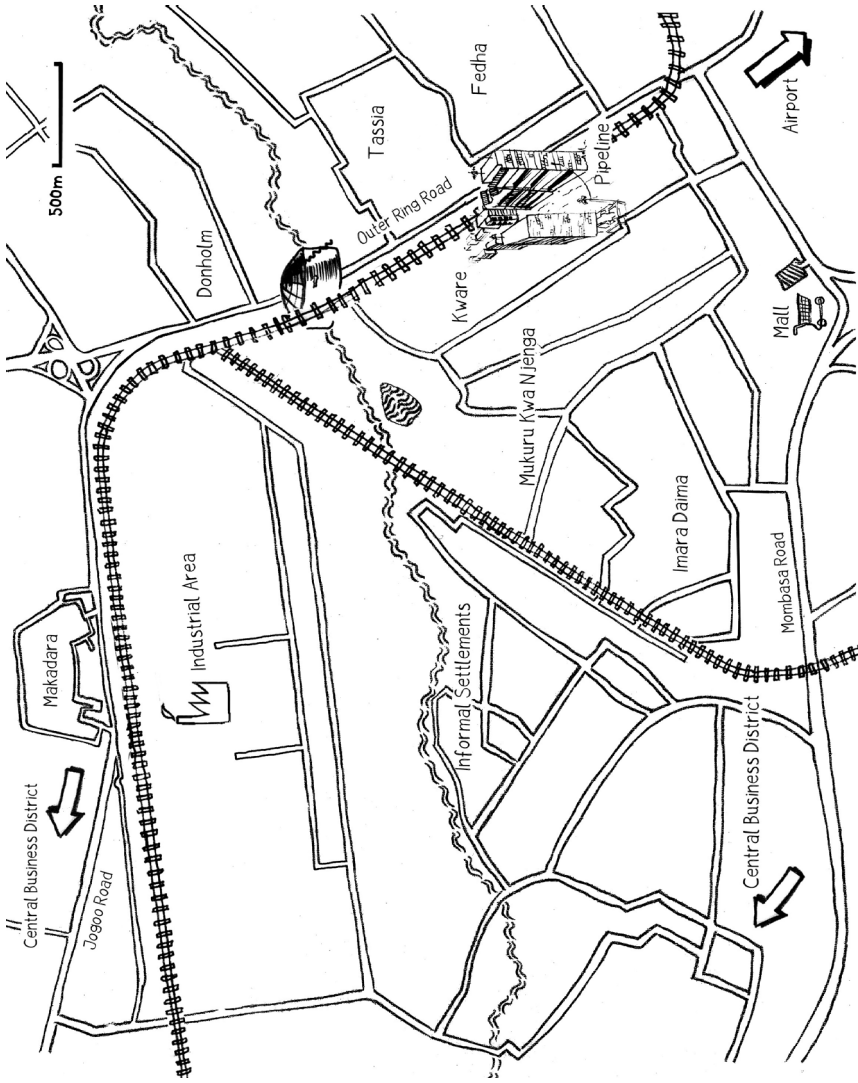 500m
Donholm
Tassia
Fedha
Outer Ring Road
Pipeline
Airport
Kware
Mall
Mukuru Kwa Njenga
Imara Daima
Mombasa Road
Makadara
Industrial Area
Informal Settlements
Central Business District
Jogoo Road
Central Business District